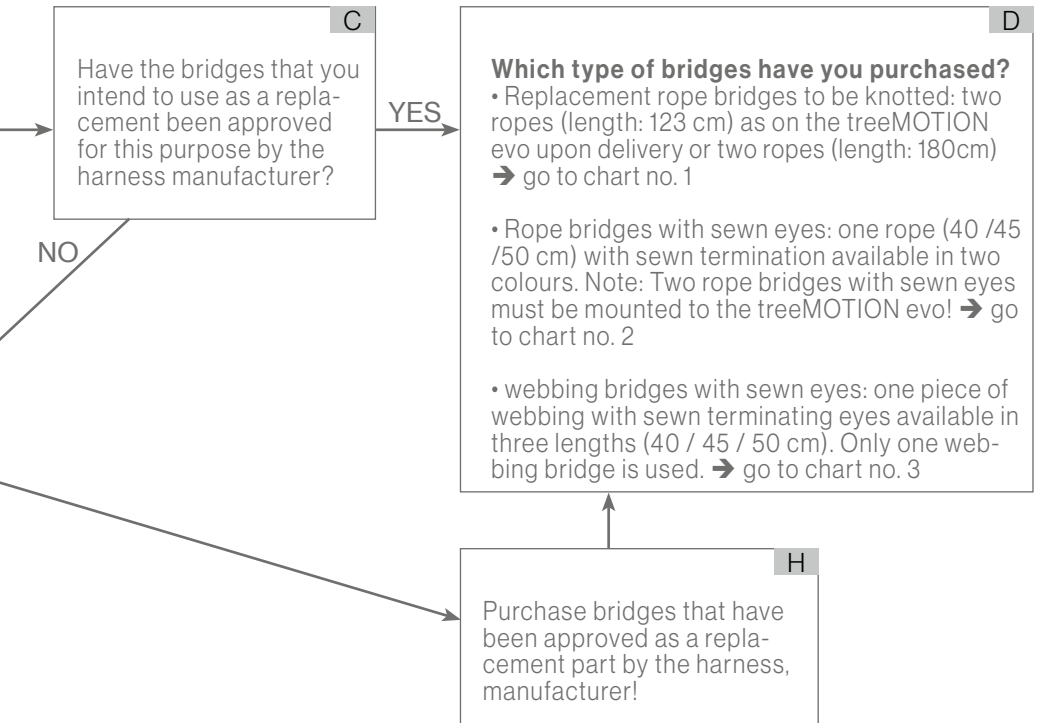 C
Have the bridges that you
intend to use as a repla-
cement been approved
for this purpose by the
harness manufacturer?
YES
NO
D
Which type of bridges have you purchased?
• Replacement rope bridges to be knotted: two
ropes (length: 123 cm) as on the treeMOTION
evo upon delivery or two ropes (length: 180cm)
➔ go to chart no. 1
• Rope bridges with sewn eyes: one rope (40 /45
/50 cm) with sewn termination available in two
colours. Note: Two rope bridges with sewn eyes
must be mounted to the treeMOTION evo! ➔ go
to chart no. 2
• webbing bridges with sewn eyes: one piece of
webbing with sewn terminating eyes available in
three lengths (40 / 45 / 50 cm). Only one web-
bing bridge is used. ➔ go to chart no. 3
H
Purchase bridges that have
been approved as a repla-
cement part by the harness,
manufacturer!